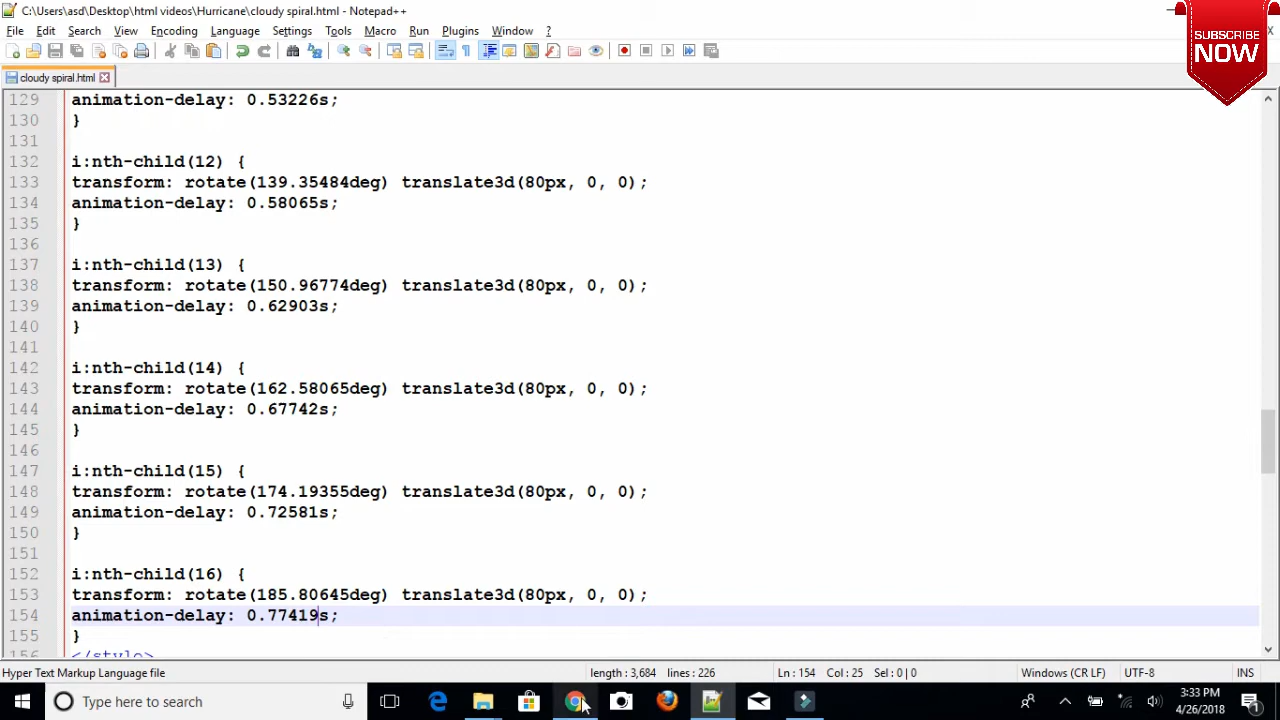 C:\Users\asd\Desktop\html videos\Hurricane\cloudy spiral.html - Notepad++
File Edit Search View Encoding Language Settings Tools Macro Run Plugins Window ?
SUBSCRIBE
NOW
cloudy spiral.html
129 animation-delay: 0.53226s;
130 }
131
132 i:nth-child(12) {
133 transform: rotate(139.35484deg) translate3d(80px, 0, 0);
134 animation-delay: 0.58065s;
135 }
136
137 i:nth-child(13) {
138 transform: rotate(150.96774deg) translate3d(80px, 0, 0);
139 animation-delay: 0.62903s;
140 }
141
142 i:nth-child(14) {
143 transform: rotate(162.58065deg) translate3d(80px, 0, 0);
144 animation-delay: 0.67742s;
145 }
146
147 i:nth-child(15) {
148 transform: rotate(174.19355deg) translate3d(80px, 0, 0);
149 animation-delay: 0.72581s;
150 }
151
152 i:nth-child(16) {
153 transform: rotate(185.80645deg) translate3d(80px, 0, 0);
154 animation-delay: 0.77419s;
155 }
156 </style>
Hyper Text Markup Language file length : 3,684 lines : 226 Ln : 154 Col : 25 Sel : 0 | 0 Windows (CR LF) UTF-8 INS
Type here to search
3:33 PM
4/26/2018
1